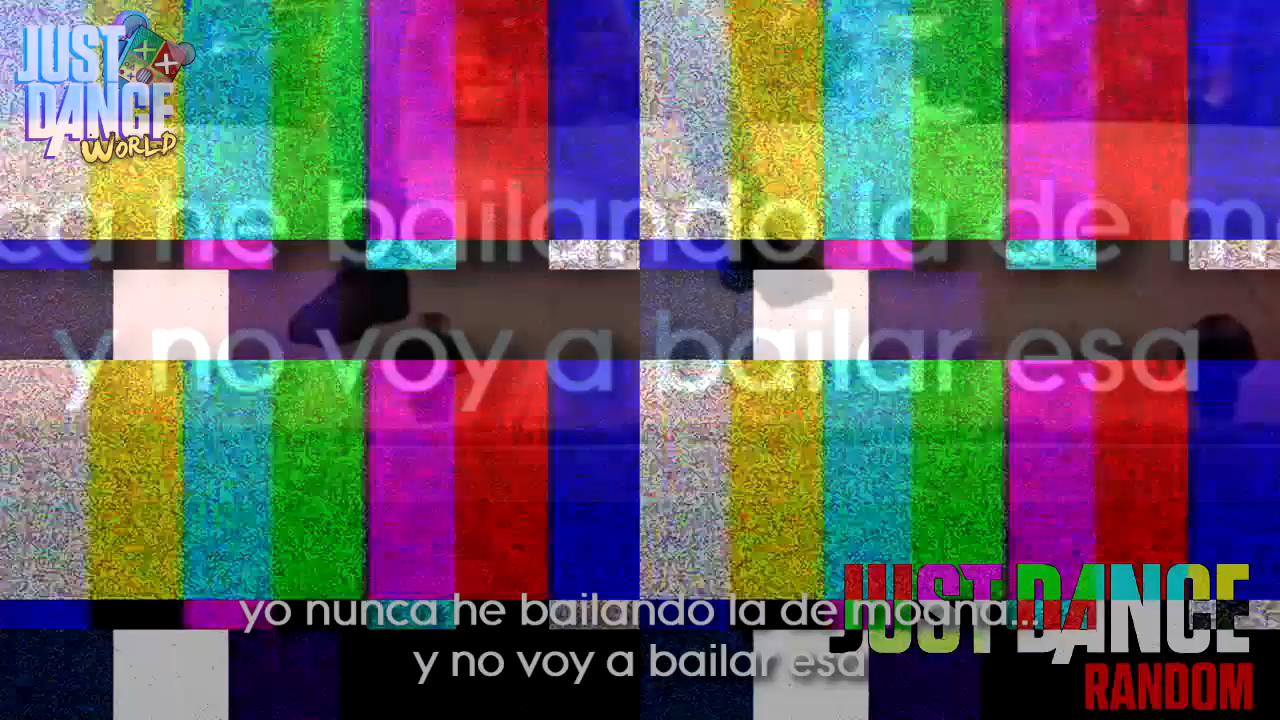 JUST
DANCE
WORLD
ca he bailando la de m
y no voy a bailar esa
yo nunca he bailando la de moana...
y no voy a bailar esa
JUST DANCE
RANDOM